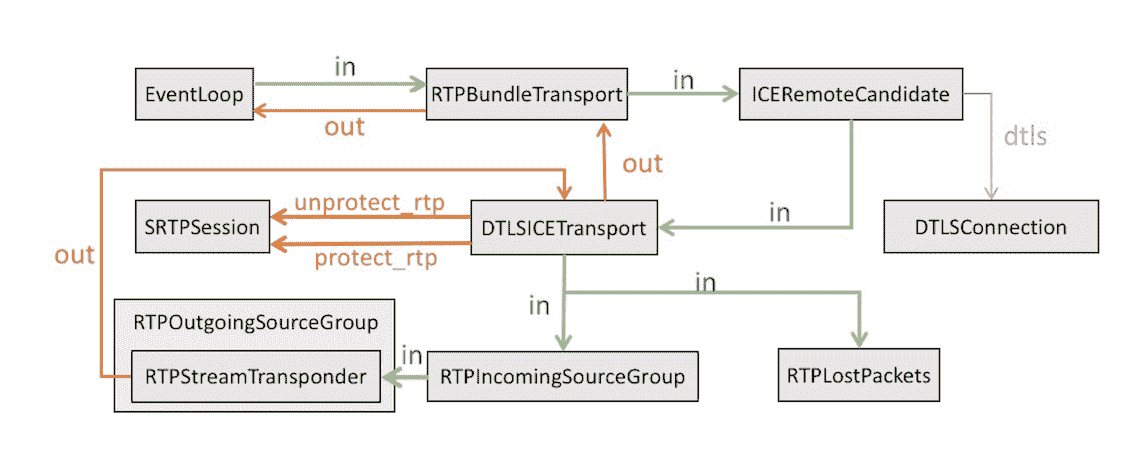 in
EventLoop
RTPBundleTransport
in
ICERemoteCandidate
out
dtls
out
unprotect_rtp
in
SRTPSession
DTLSICETransport
DTLSConnection
out
protect_rtp
in
in
RTPOutgoingSourceGroup
in
RTPStreamTransponder
RTPIncomingSourceGroup
RTPLostPackets